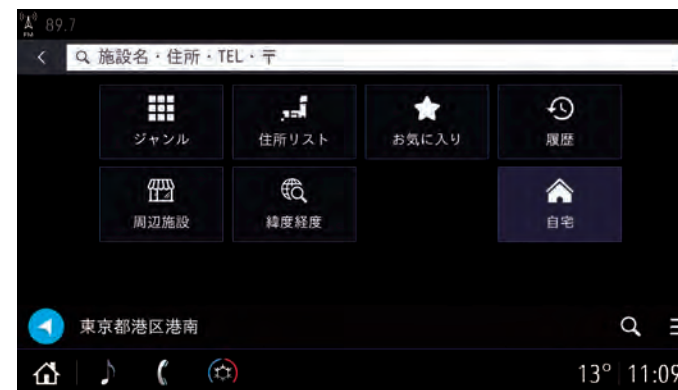 FM 89.7
施設名・住所・TEL・〒
ジャンル 住所リスト お気に入り 履歴
周辺施設 緯度経度 自宅
東京都港区港南
13° 11:09